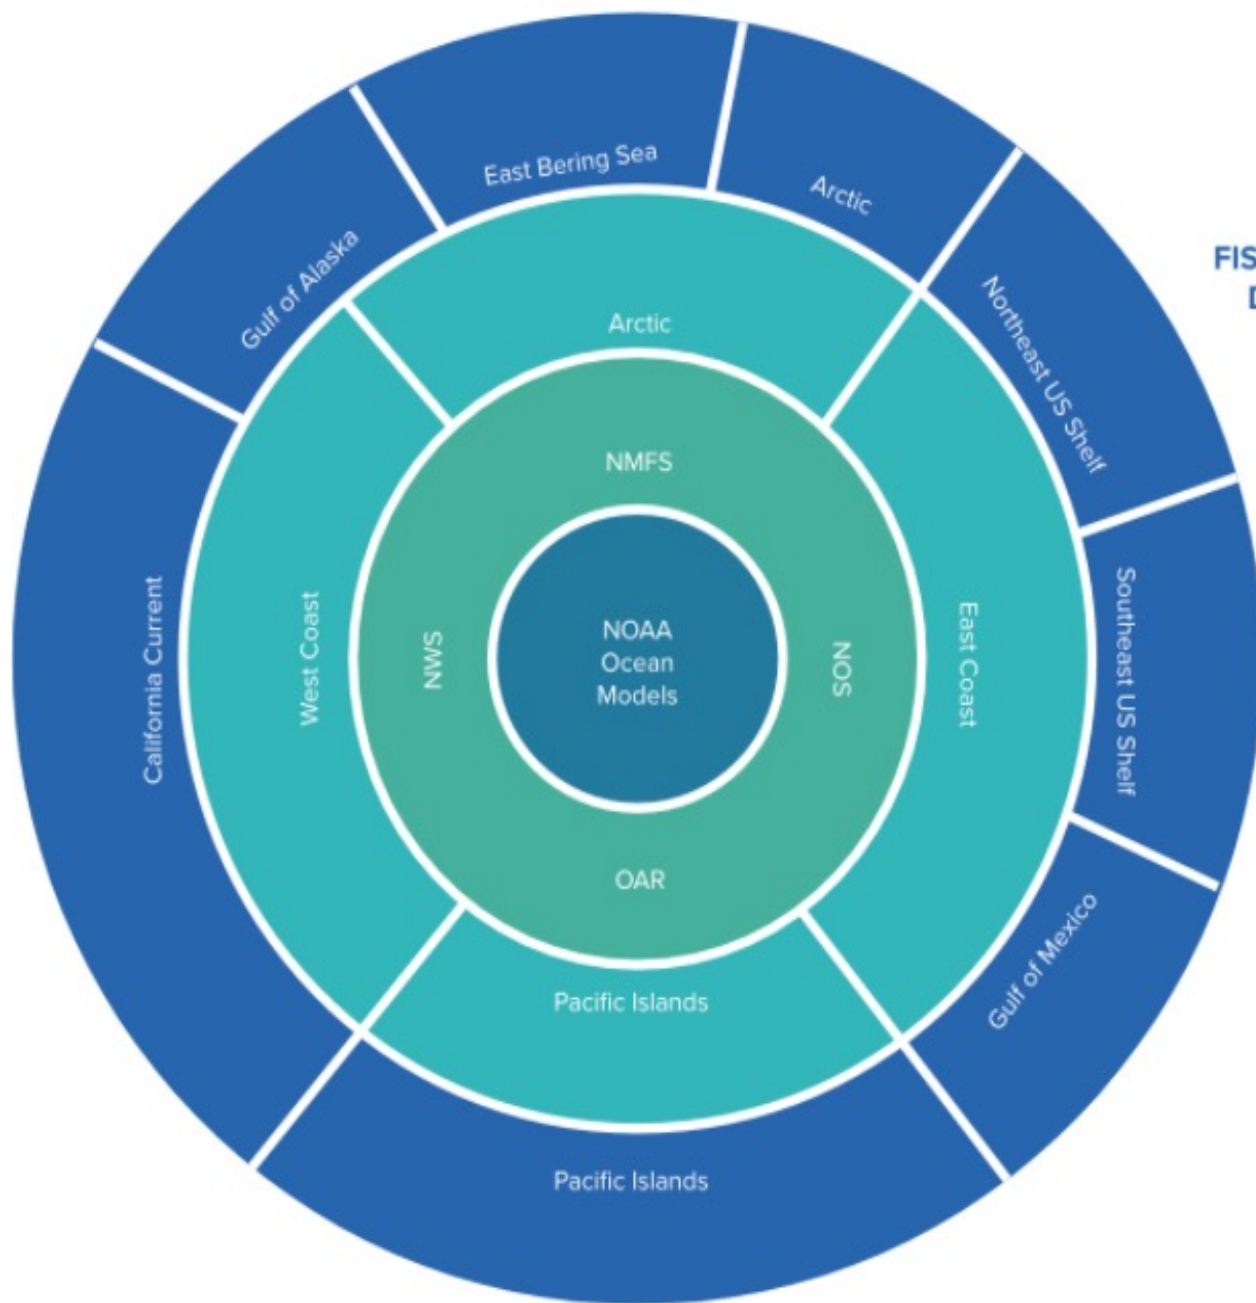 East Bering Sea
Arctic
Gulf of Alaska
Northeast US Shelf
Arctic
NMFS
California Current
West Coast
NWS
NOAA
Ocean
Models
NOS
East Coast
Southeast US Shelf
OAR
Gulf of Mexico
Pacific Islands
Pacific Islands